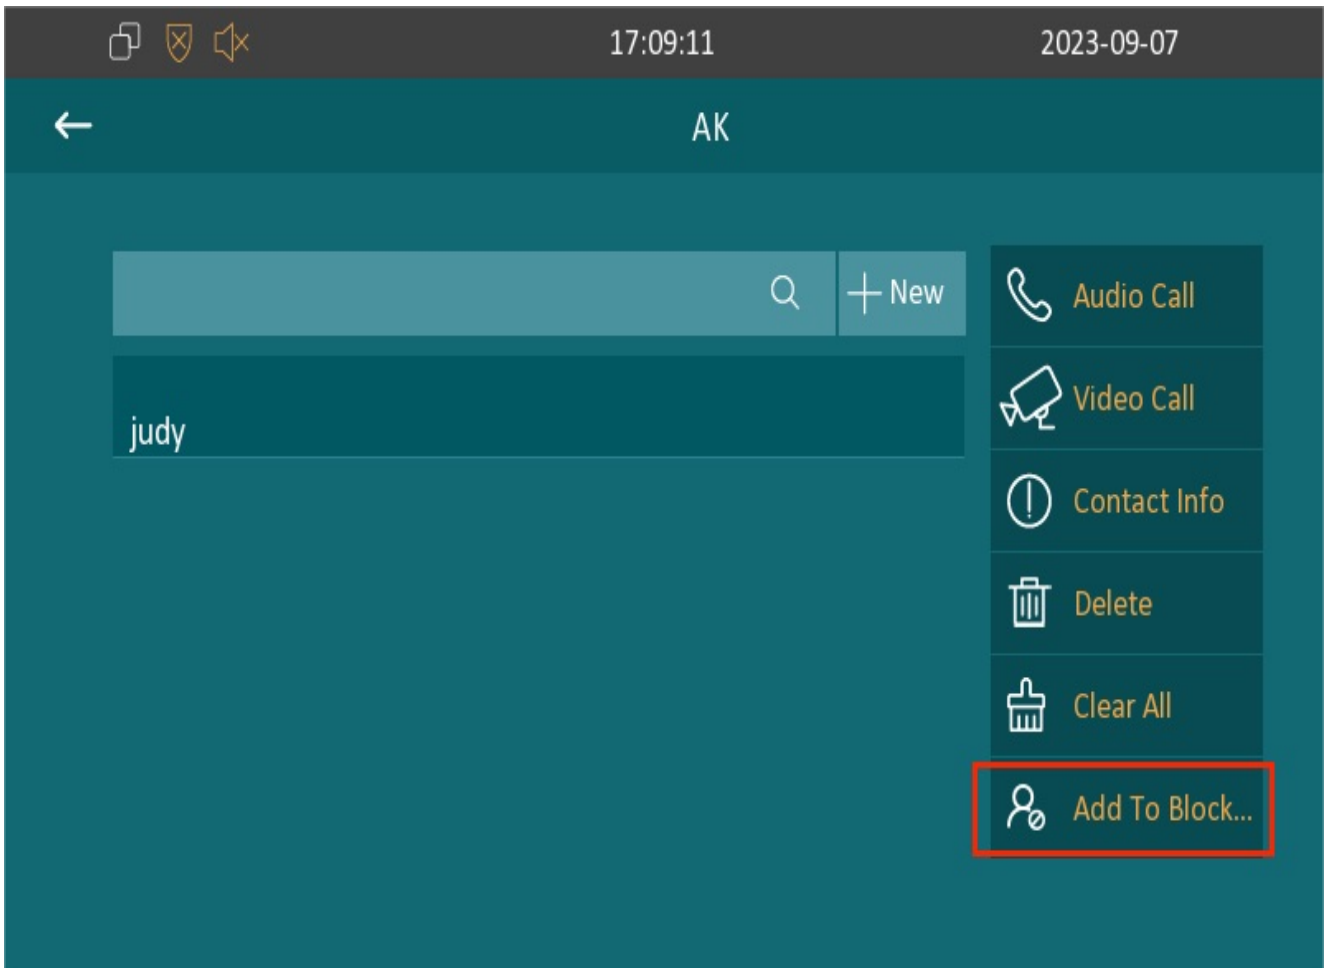 17:09:11
2023-09-07
AK
New
judy
Audio Call
Video Call
Contact Info
Delete
Clear All
Add To Block...